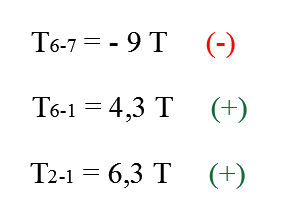 T6-7 = - 9 T (-)
T6-1 = 4,3 T (+)
T2-1 = 6,3 T (+)